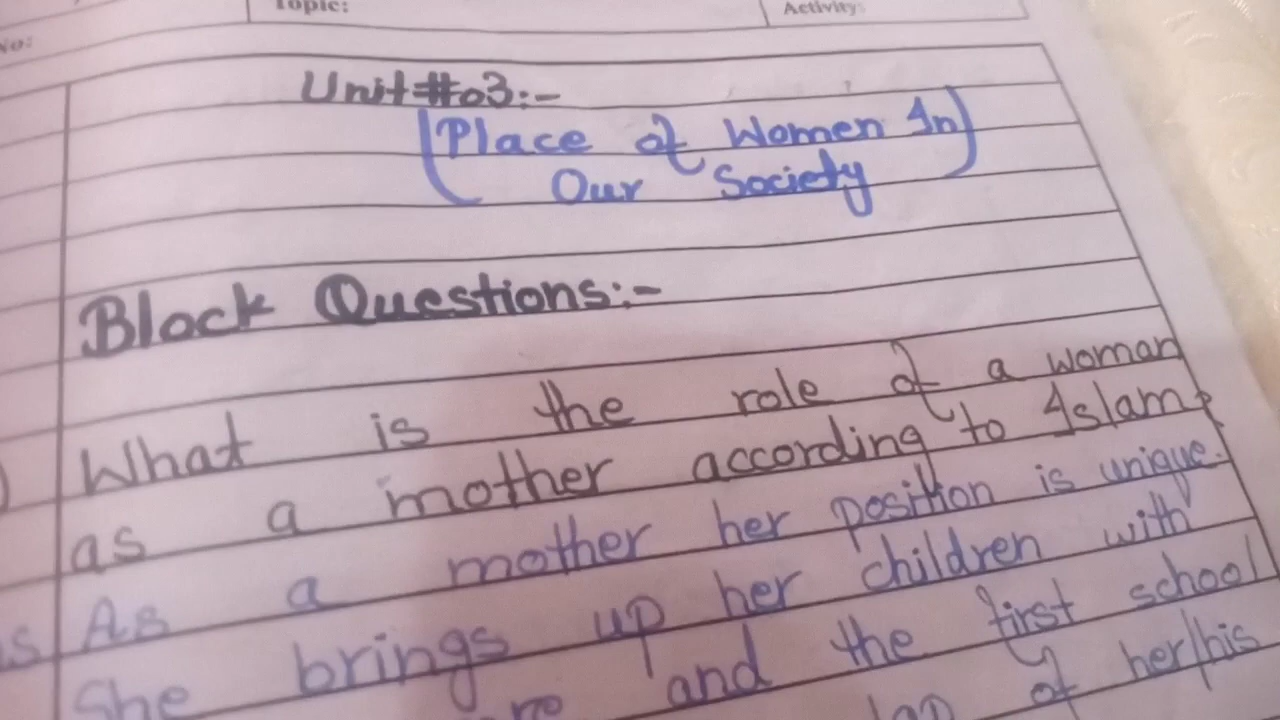 Topic:
Activity:
No:
Unit#03:-
(Place of Women In
Our Society)
Block Questions:-
What is the role of a woman
as a mother according to Islam?
As a mother her position is unique.
She brings up her children with
and the first school
of her/his